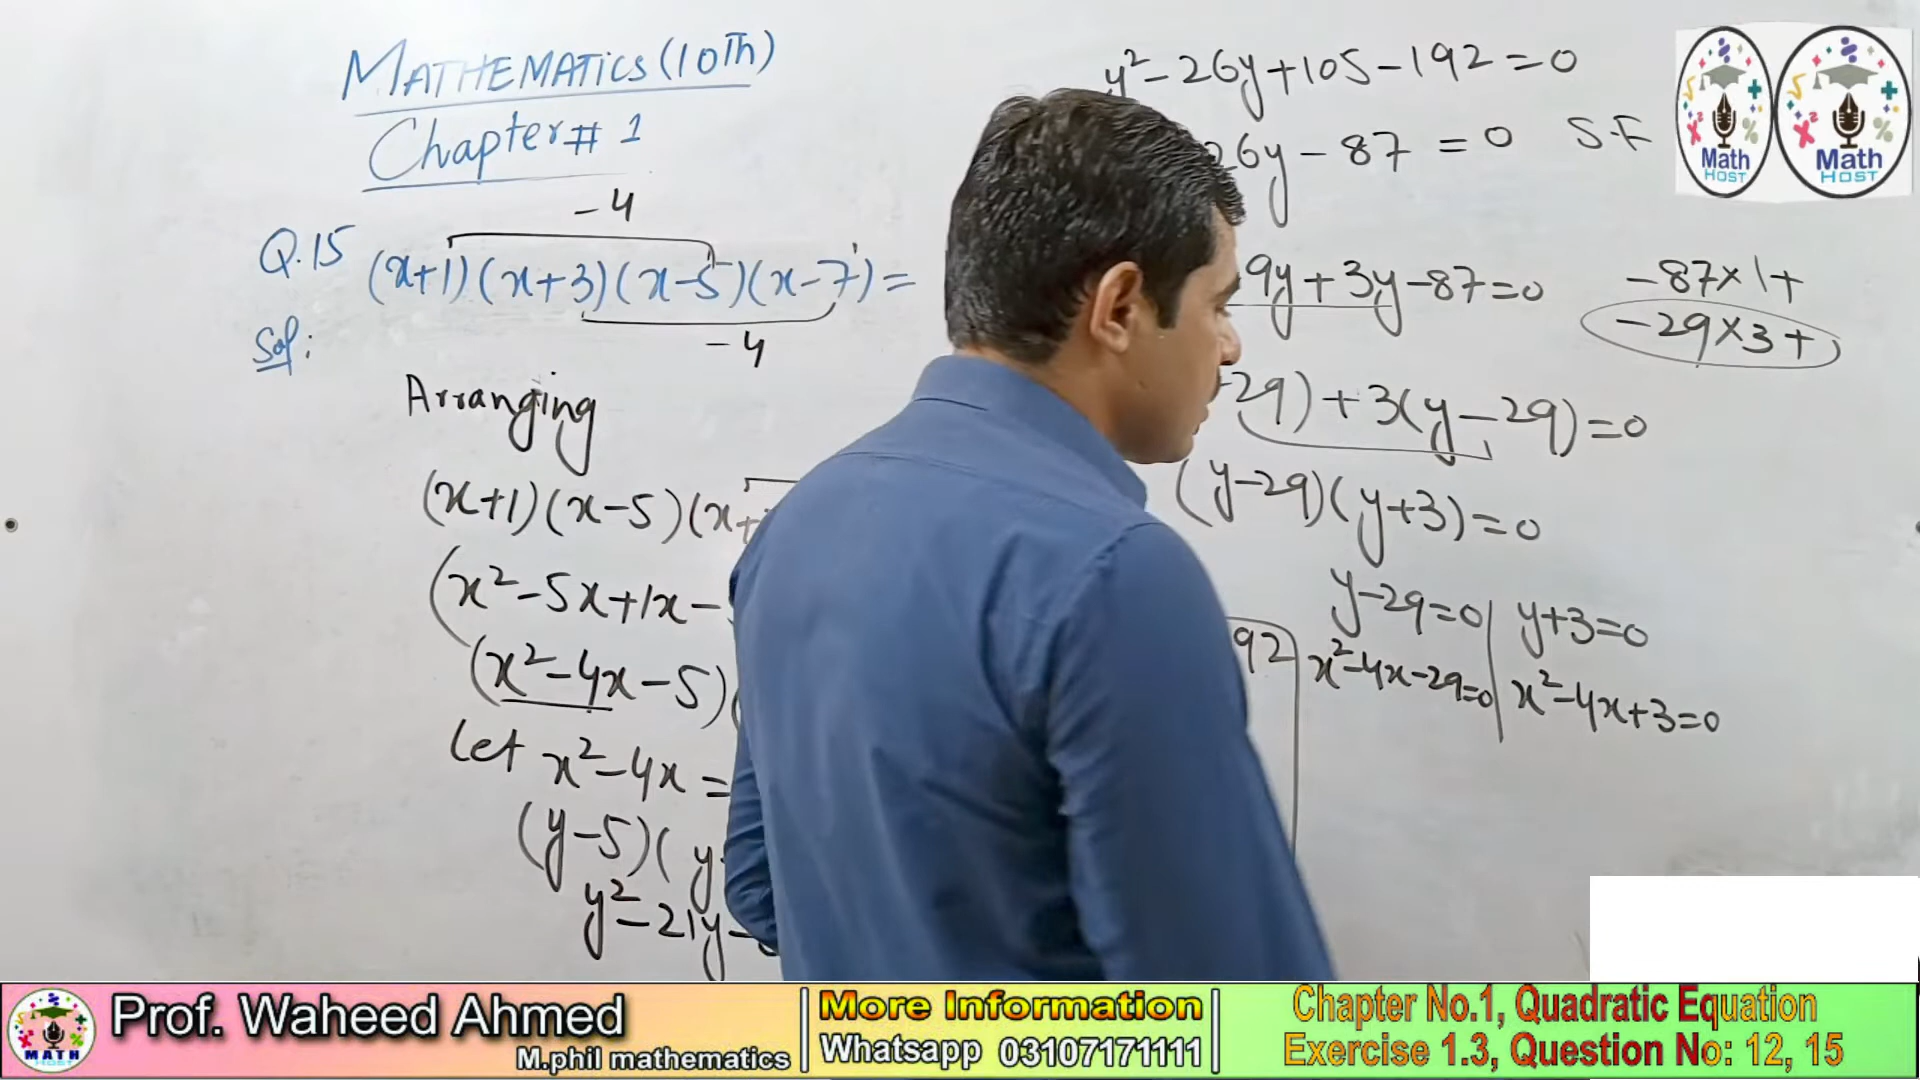 MATHEMATICS (10Th)
Chapter # 1
-4
Q.15 (x+1)(x+3)(x-5)(x-7) =
-4
Sol:
Arranging
(x+1)(x-5)(x+
(x²-5x+1x-
(x²-4x-5)(
Let x²-4x =
(y-5)(y
y²-21y-
y²-26y+105-192=0
26y-87=0 S.F
9y+3y-87=0
-87×1+
-29×3+
29)+3(y-29)=0
(y-29)(y+3)=0
y-29=0 | y+3=0
92
x²-4x-29=0 | x²-4x+3=0
Math
HOST
Math
HOST
MATH
HOST
Prof. Waheed Ahmed
M.phil mathematics
More Information
Whatsapp 03107171111
Chapter No.1, Quadratic Equation
Exercise 1.3, Question No: 12, 15